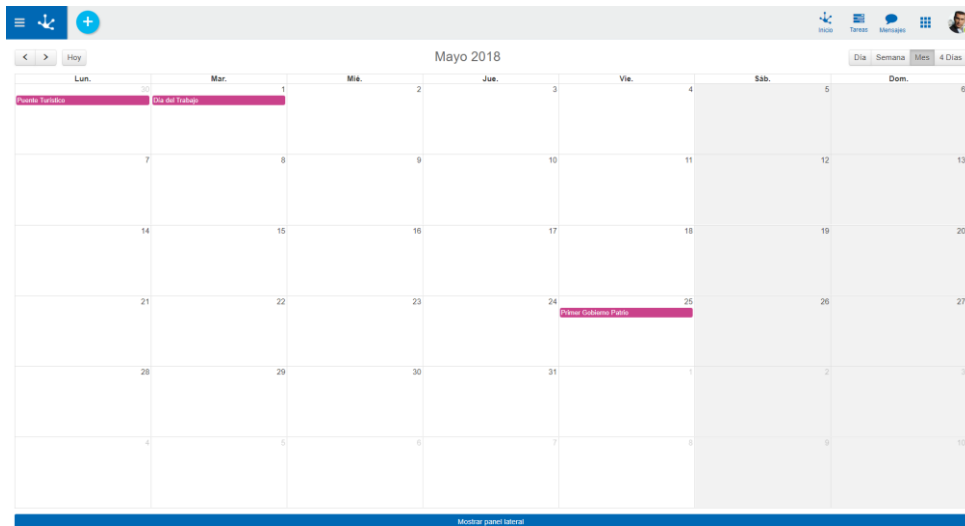 Inicio Tareas Mensajes
Hoy Mayo 2018 Día Semana Mes 4 Días
Lun. Mar. Mié. Jue. Vie. Sáb. Dom.
30 1 2 3 4 5 6
Puente Turístico Día del Trabajo
7 8 9 10 11 12 13
14 15 16 17 18 19 20
21 22 23 24 25 26 27
Primer Gobierno Patrio
28 29 30 31 1 2 3
4 5 6 7 8 9 10
Mostrar panel lateral